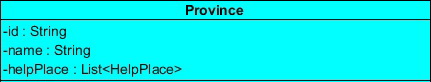 Province
-id : String
-name : String
-helpPlace : List<HelpPlace>